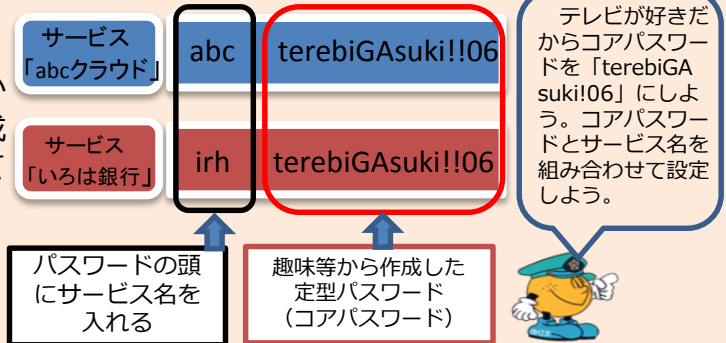 サービス
「abcクラウド」
abc
terebiGAsuki!!06
サービス
「いろは銀行」
irh
terebiGAsuki!!06
パスワードの頭
にサービス名を
入れる
趣味等から作成した
定型パスワード
（コアパスワード）
テレビが好きだ
からコアパスワー
ドを「terebiGA
suki!06」にしよ
う。コアパスワー
ドとサービス名を
組み合わせて設定
しよう。